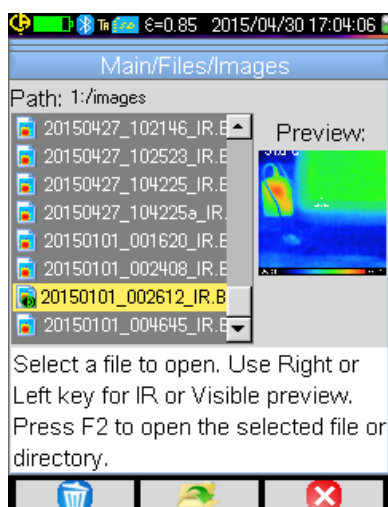 ε=0.85 2015/04/30 17:04:06
Main/Files/Images
Path: 1:/images
20150427_102146_IR.B
20150427_102523_IR.B
20150427_104225_IR.B
20150427_104225a_IR.
20150101_001620_IR.B
20150101_002408_IR.B
20150101_002612_IR.B
20150101_004645_IR.B
Preview:
Select a file to open. Use Right or
Left key for IR or Visible preview.
Press F2 to open the selected file or
directory.